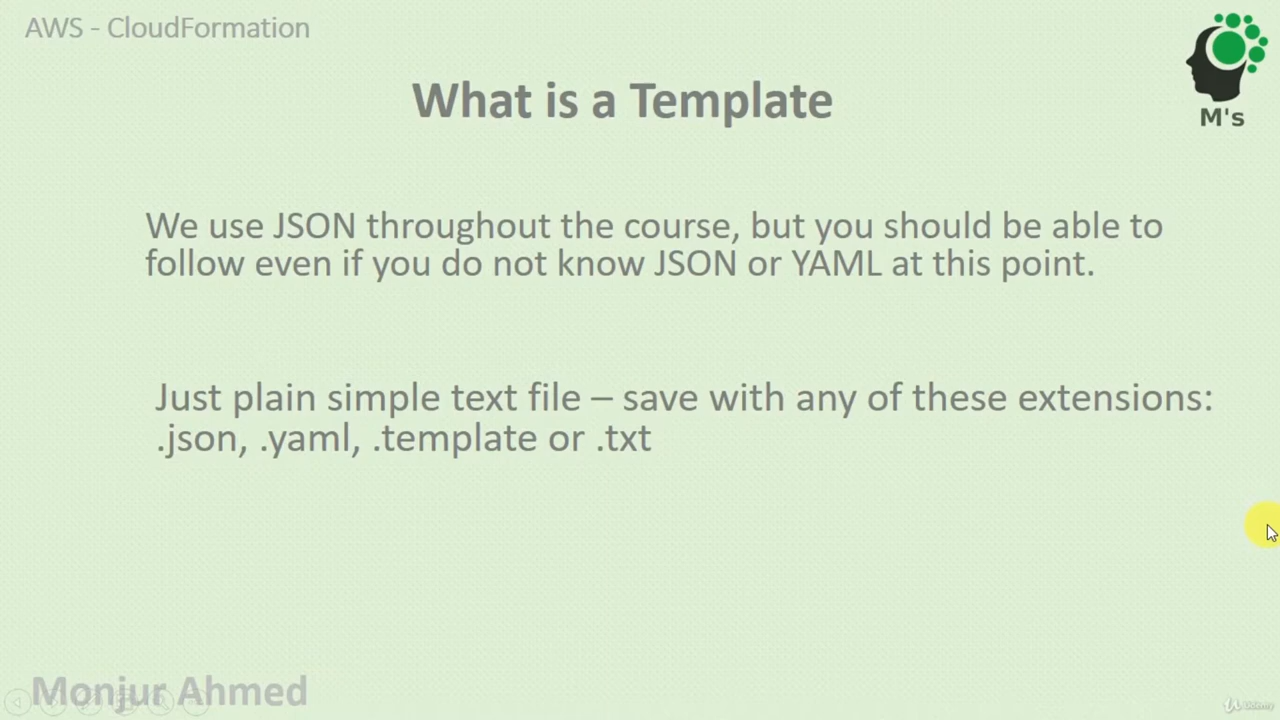 AWS - CloudFormation
M's
What is a Template
We use JSON throughout the course, but you should be able to
follow even if you do not know JSON or YAML at this point.
Just plain simple text file – save with any of these extensions:
.json, .yaml, .template or .txt
Monjur Ahmed
Udemy